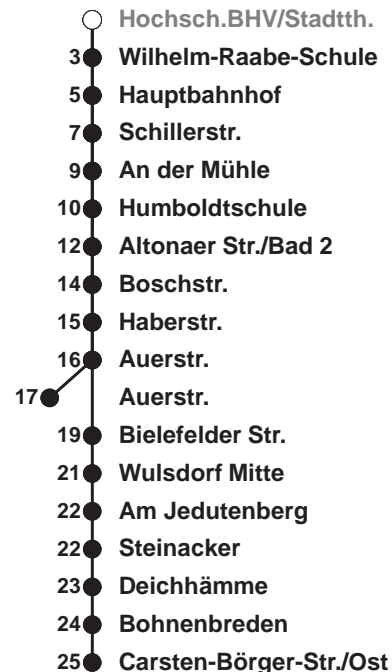 Hochsch.BHV/Stadtth.
3 Wilhelm-Raabe-Schule
5 Hauptbahnhof
7 Schillerstr.
9 An der Mühle
10 Humboldtschule
12 Altonaer Str./Bad 2
14 Boschstr.
15 Haberstr.
16 Auerstr.
17 Auerstr.
19 Bielefelder Str.
21 Wulsdorf Mitte
22 Am Jedutenberg
22 Steinacker
23 Deichhämme
24 Bohnenbreden
25 Carsten-Börger-Str./Ost